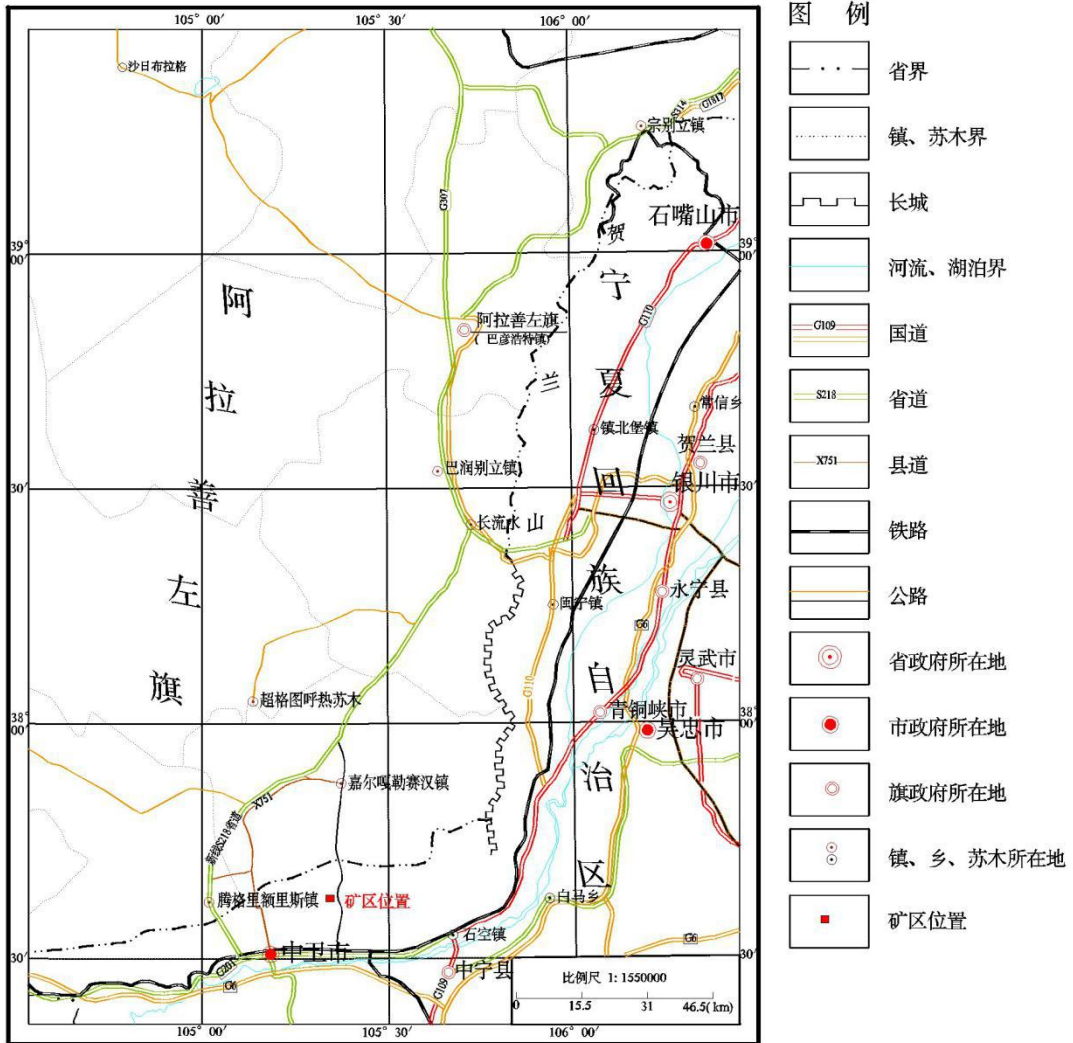 105° 00′
105° 30′
106° 00′
图 例
沙日布拉格
S314
G1817
宗别立镇
G307
贺
石嘴山市
39°
00′
39°
00′
宁
阿
G110
阿拉善左旗
(巴彦浩特镇)
兰
夏
拉
常信乡
镇北堡镇
贺兰县
巴润别立镇
30′
善
回
银川市
30′
长流水
山
族
闽宁镇
永宁县
左
G6
灵武市
旗
超格图呼热苏木
G110
自
38°
00′
青铜峡市
吴忠市
38°
00′
嘉尔嘎勒赛汉镇
治
X751
新线S218省道
区
腾格里额里斯镇
矿区位置
白马乡
石空镇
30′
中卫市
G6
30′
G201
中宁县
G6
G109
比例尺 1: 1550000
0 15.5 31 46.5(km)
105° 00′
105° 30′
106° 00′
省界
镇、苏木界
长城
河流、湖泊界
G109
国道
S218
省道
X751
县道
铁路
公路
省政府所在地
市政府所在地
旗政府所在地
镇、乡、苏木所在地
矿区位置